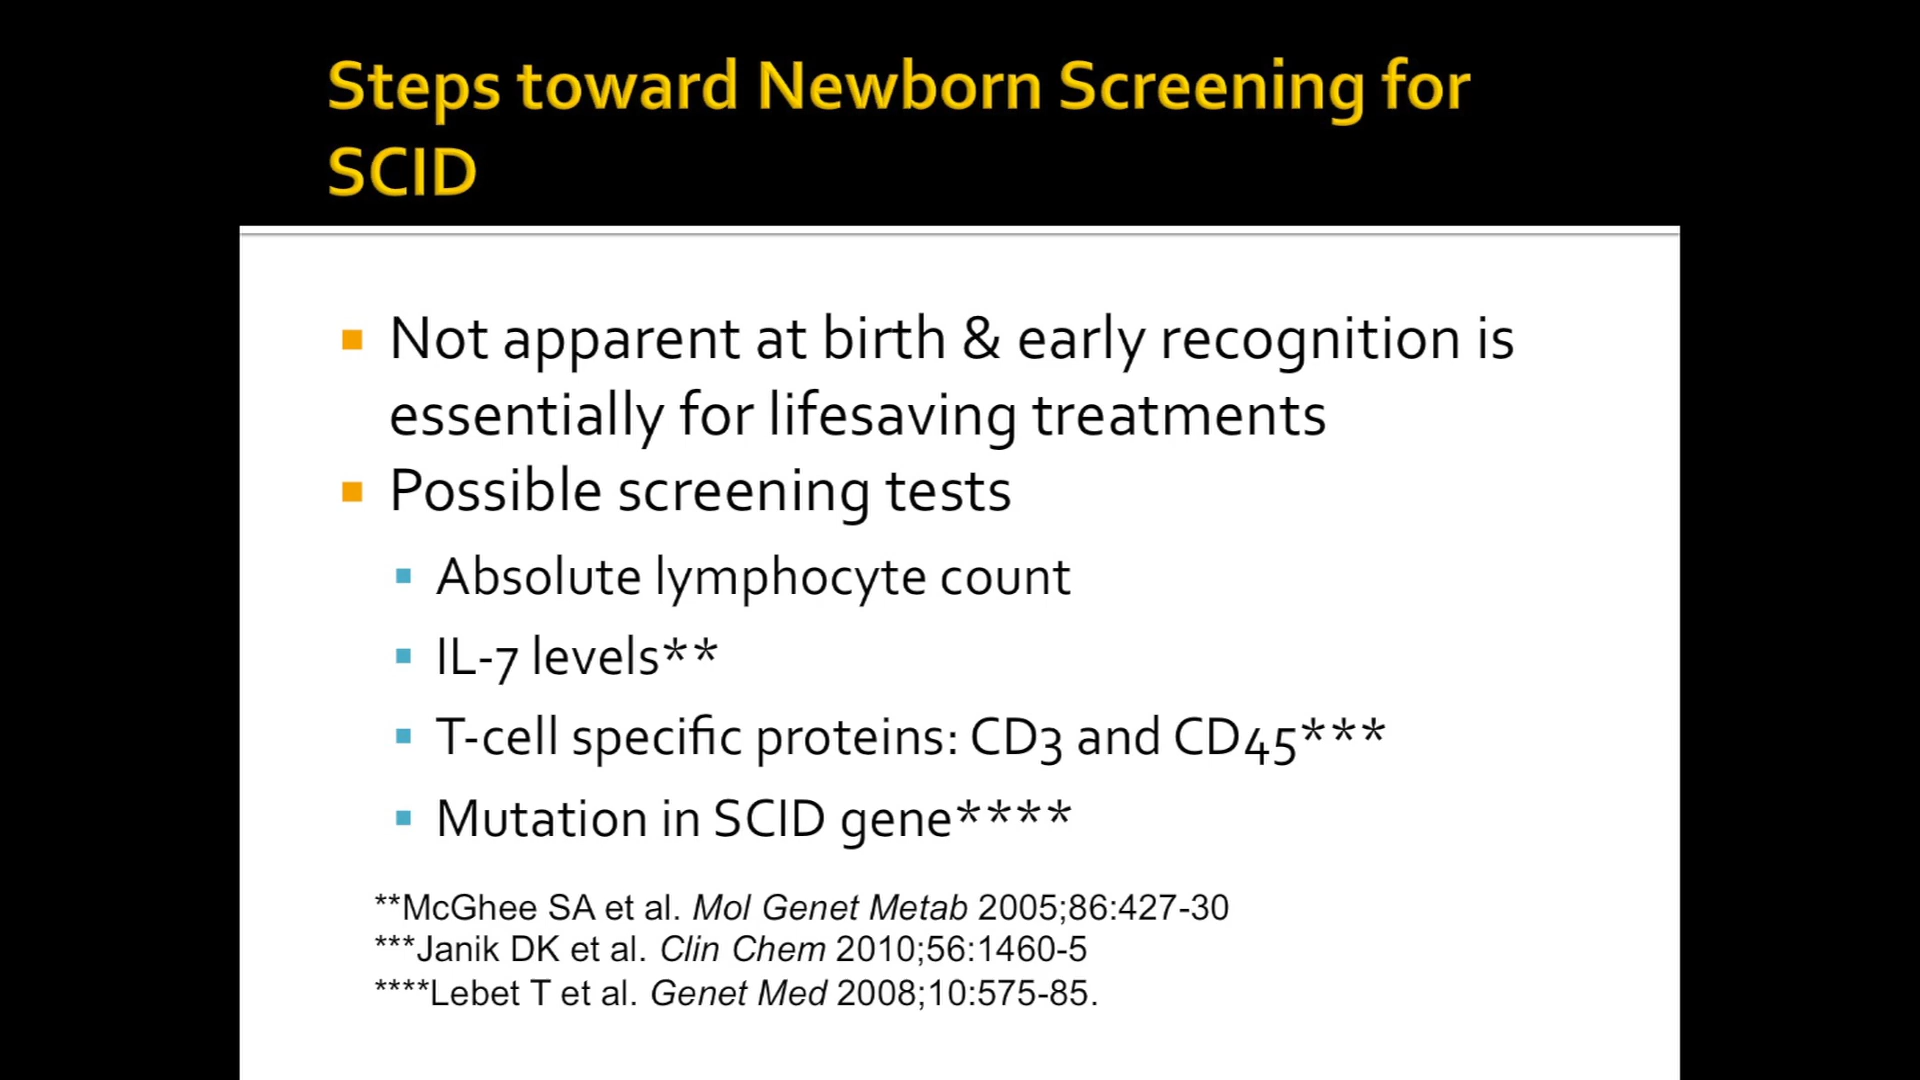 Steps toward Newborn Screening for
SCID
Not apparent at birth & early recognition is
essentially for lifesaving treatments
Possible screening tests
Absolute lymphocyte count
IL-7 levels**
T-cell specific proteins: CD3 and CD45***
Mutation in SCID gene****
**McGhee SA et al. Mol Genet Metab 2005;86:427-30
***Janik DK et al. Clin Chem 2010;56:1460-5
****Lebet T et al. Genet Med 2008;10:575-85.